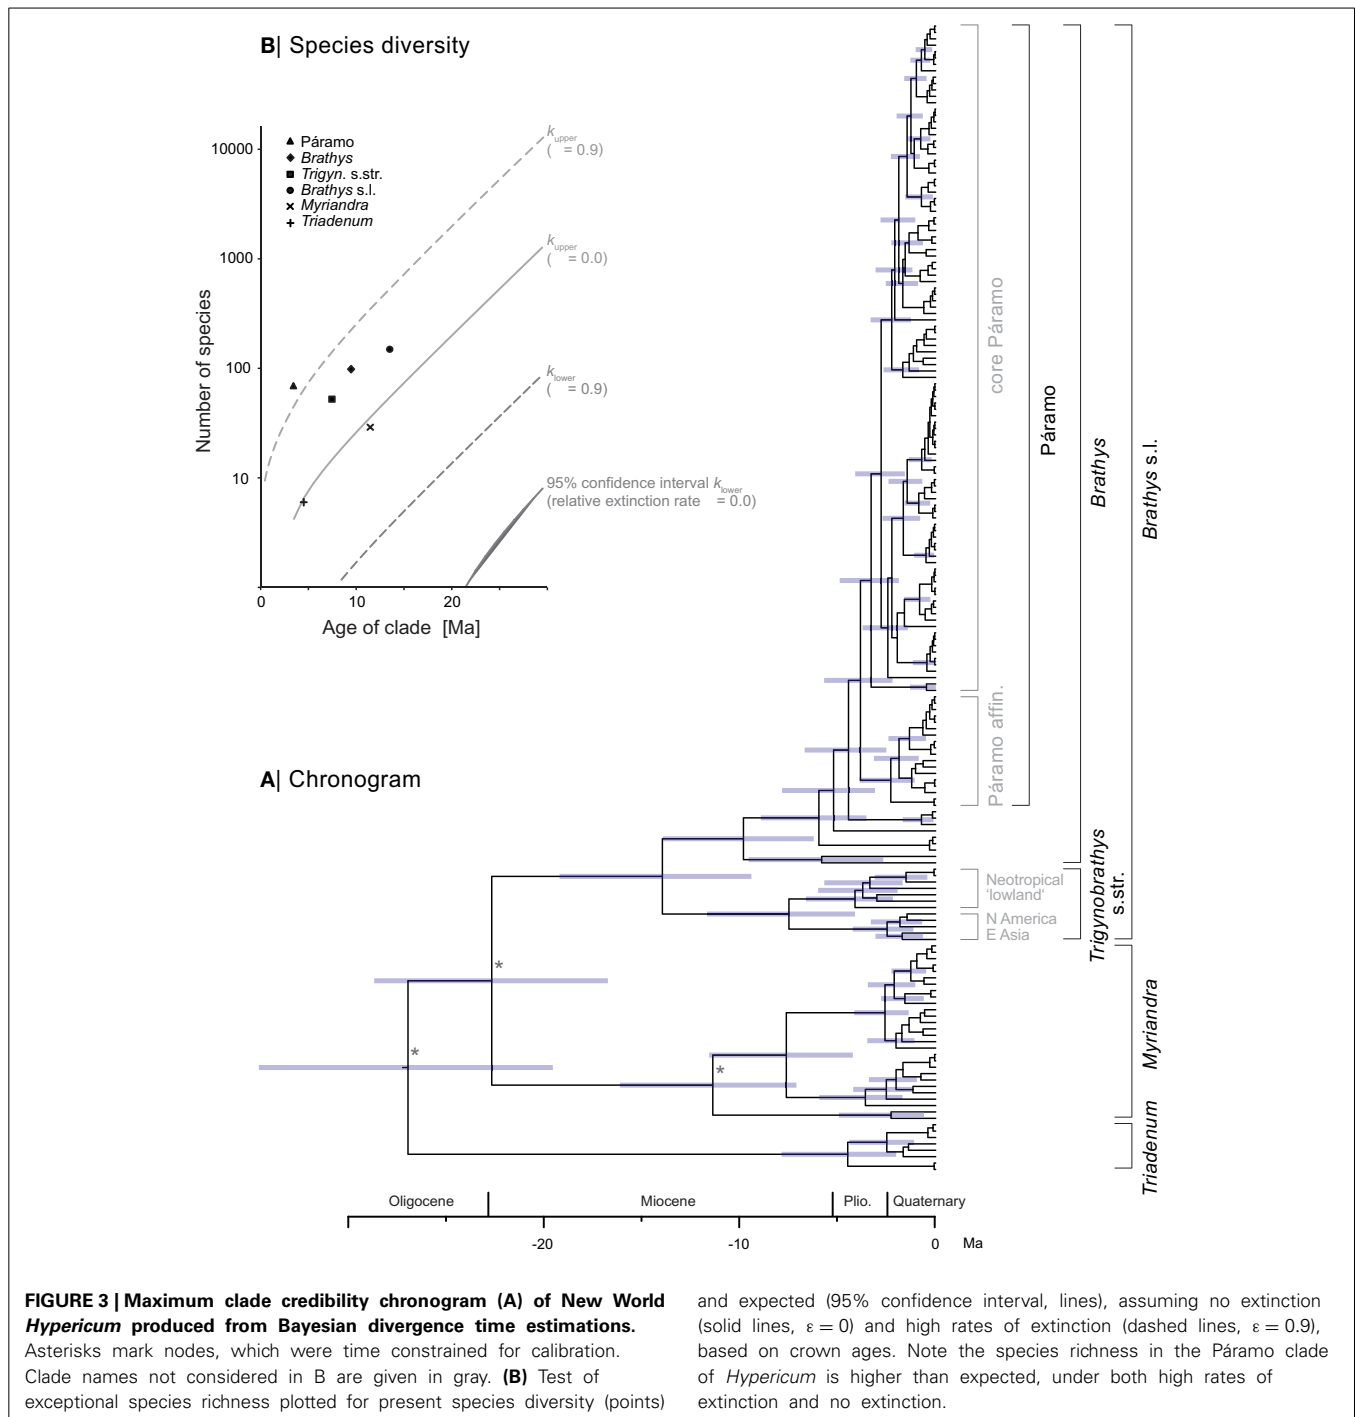 B| Species diversity
Páramo
Brathys
Trigyn. s.str.
Brathys s.l.
Myriandra
Triadenum
10000
1000
100
10
Number of species
0
10
20
Age of clade [Ma]
kupper
( = 0.9)
kupper
( = 0.0)
klower
( = 0.9)
95% confidence interval klower
(relative extinction rate = 0.0)
A| Chronogram
core Páramo
Páramo affin.
Páramo
Brathys
Brathys s.l.
Neotropical
'lowland'
N America
E Asia
Trigynobrathys
s.str.
Myriandra
Triadenum
*
*
*
Oligocene
Miocene
Plio.
Quaternary
-20
-10
0
Ma
FIGURE 3 | Maximum clade credibility chronogram (A) of New World
Hypericum produced from Bayesian divergence time estimations.
Asterisks mark nodes, which were time constrained for calibration.
Clade names not considered in B are given in gray. (B) Test of
exceptional species richness plotted for present species diversity (points)
and expected (95% confidence interval, lines), assuming no extinction
(solid lines, ε = 0) and high rates of extinction (dashed lines, ε = 0.9),
based on crown ages. Note the species richness in the Páramo clade
of Hypericum is higher than expected, under both high rates of
extinction and no extinction.